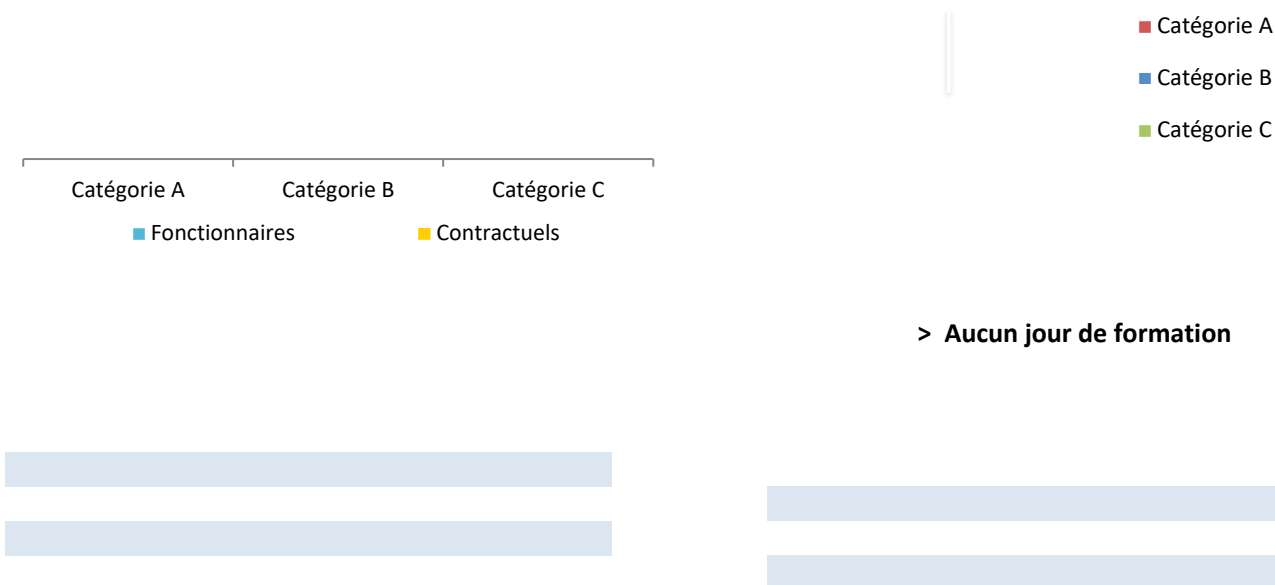 Catégorie A
Catégorie B
Catégorie C
Catégorie A Catégorie B Catégorie C
Fonctionnaires Contractuels
> Aucun jour de formation